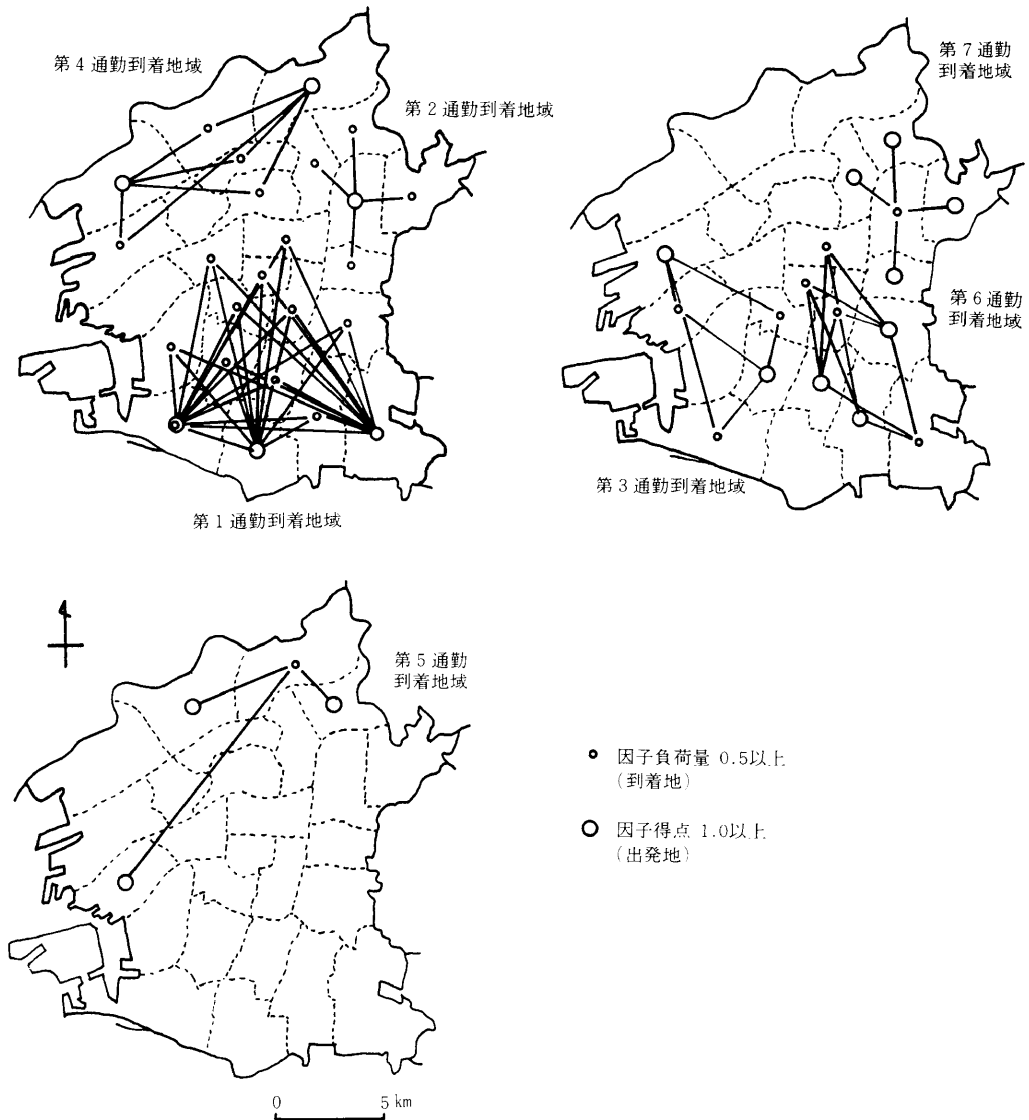 第4通勤到着地域
第2通勤到着地域
第1通勤到着地域
第7通勤
到着地域
第6通勤
到着地域
第3通勤到着地域
第5通勤
到着地域
因子負荷量 0.5以上
(到着地)
因子得点 1.0以上
(出発地)
0 5 km